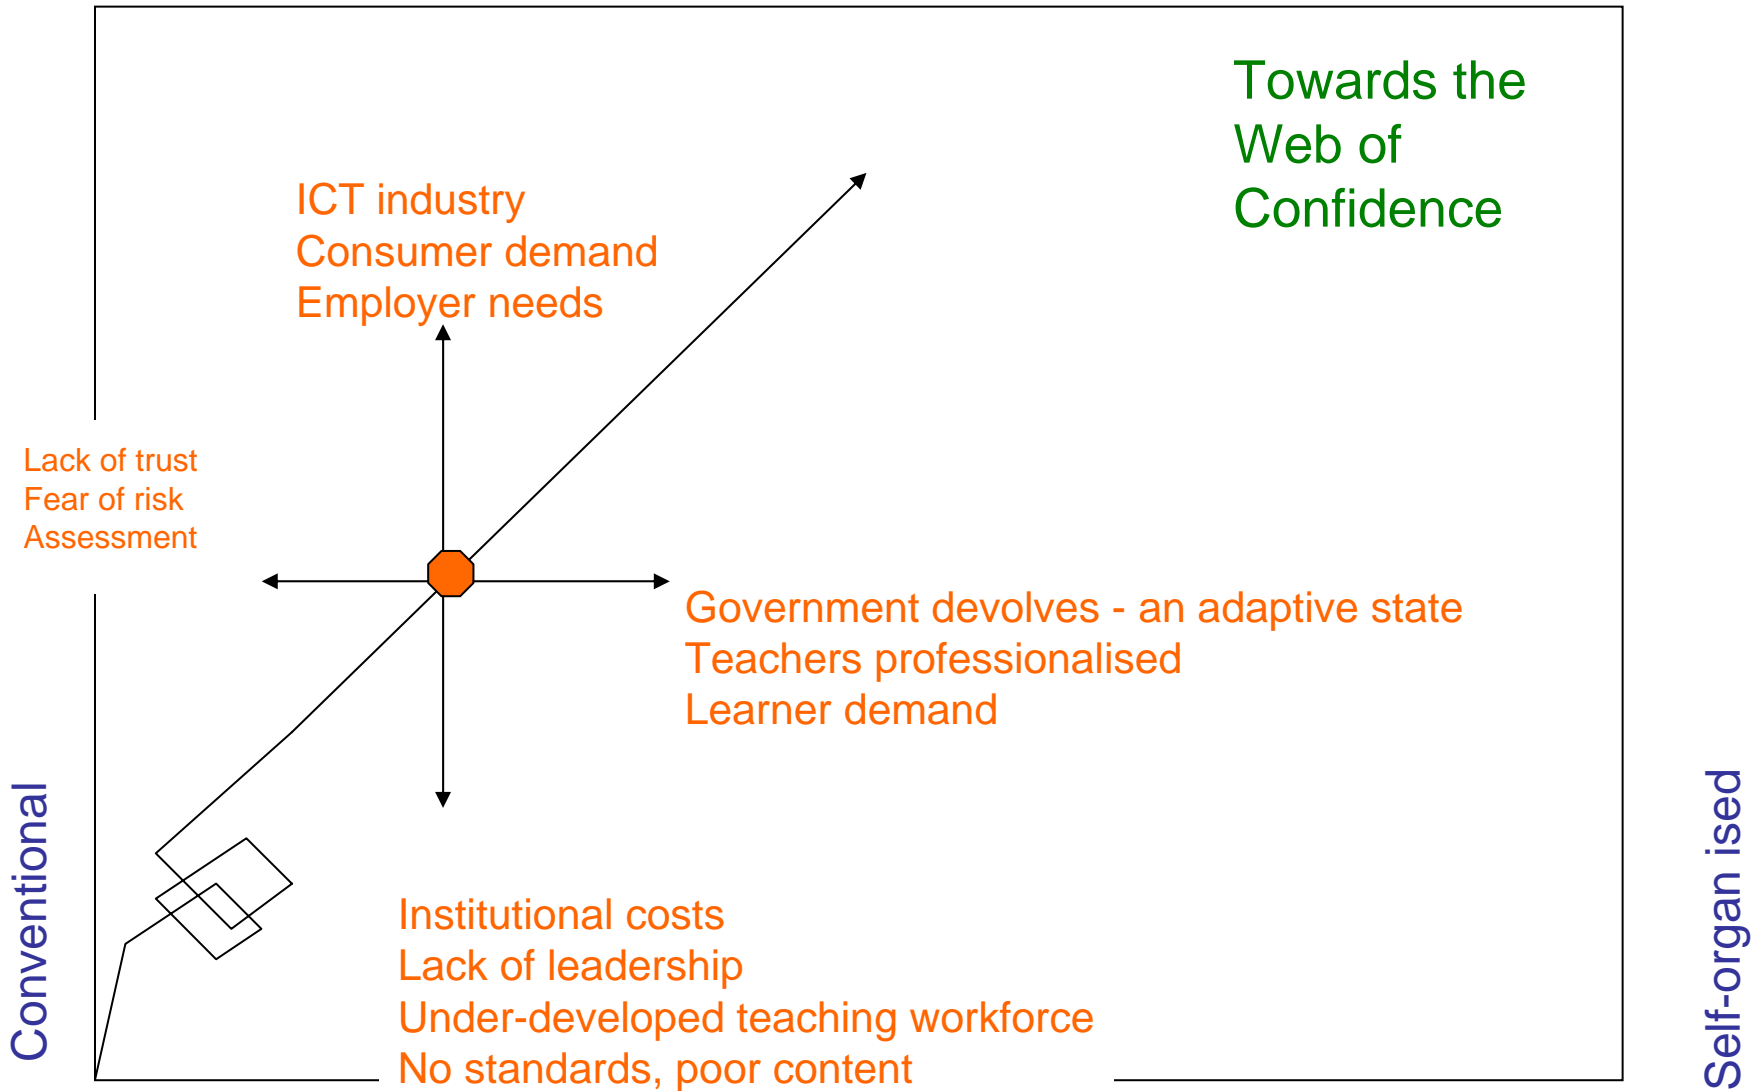 Towards the
Web of
Confidence
ICT industry
Consumer demand
Employer needs
Lack of trust
Fear of risk
Assessment
Government devolves - an adaptive state
Teachers professionalised
Learner demand
Conventional
Self-organ ised
Institutional costs
Lack of leadership
Under-developed teaching workforce
No standards, poor content